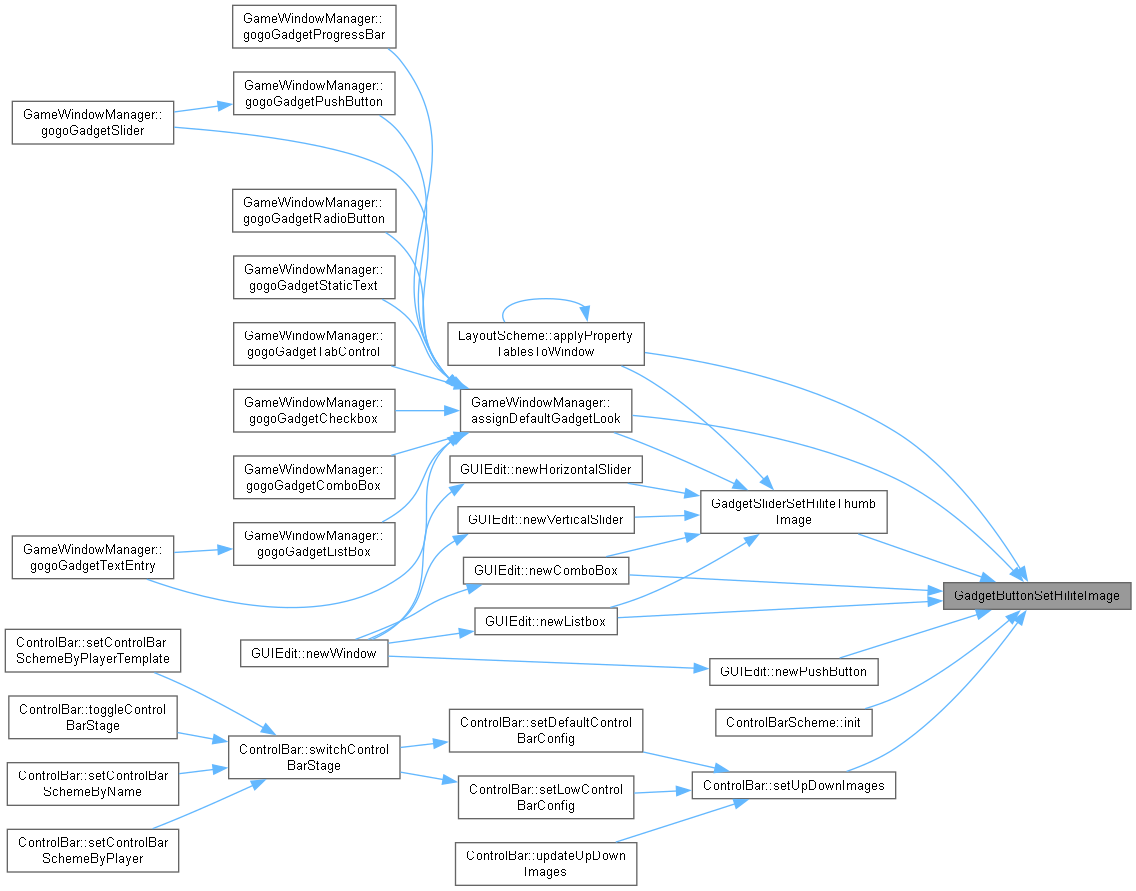 GameWindowManager::
gogoGadgetProgressBar
GameWindowManager::
gogoGadgetPushButton
GameWindowManager::
gogoGadgetSlider
GameWindowManager::
gogoGadgetRadioButton
GameWindowManager::
gogoGadgetStaticText
GameWindowManager::
gogoGadgetTabControl
LayoutScheme::applyProperty
TablesToWindow
GameWindowManager::
assignDefaultGadgetLook
GameWindowManager::
gogoGadgetCheckbox
GameWindowManager::
gogoGadgetComboBox
GUIEdit::newHorizontalSlider
GadgetSliderSetHiliteThumb
Image
GUIEdit::newVerticalSlider
GameWindowManager::
gogoGadgetListBox
GameWindowManager::
gogoGadgetTextEntry
GUIEdit::newComboBox
GadgetButtonSetHiliteImage
GUIEdit::newListbox
GUIEdit::newWindow
GUIEdit::newPushButton
ControlBar::setControlBar
SchemeByPlayerTemplate
ControlBar::toggleControl
BarStage
ControlBarScheme::init
ControlBar::setDefaultControl
BarConfig
ControlBar::switchControl
BarStage
ControlBar::setControlBar
SchemeByName
ControlBar::setUpDownImages
ControlBar::setLowControl
BarConfig
ControlBar::setControlBar
SchemeByPlayer
ControlBar::updateUpDown
Images